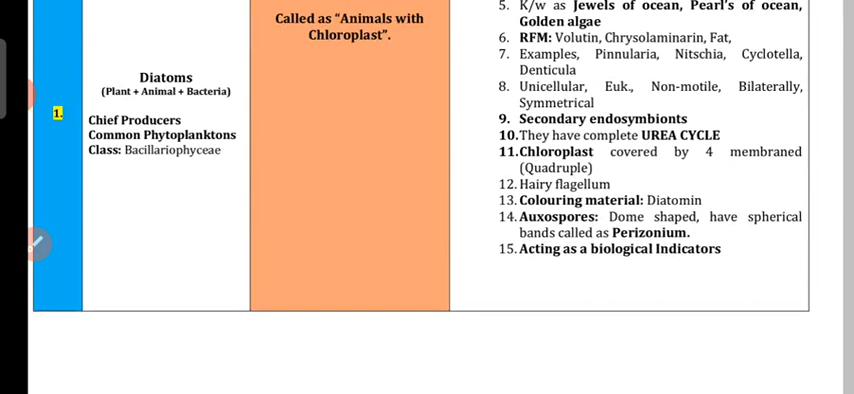 1.
Diatoms
(Plant + Animal + Bacteria)
Chief Producers
Common Phytoplanktons
Class: Bacillariophyceae
Called as “Animals with
Chloroplast”.
5. K/w as Jewels of ocean, Pearl’s of ocean,
Golden algae
6. RFM: Volutin, Chrysolaminarin, Fat,
7. Examples, Pinnularia, Nitschia, Cyclotella,
Denticula
8. Unicellular, Euk., Non-motile, Bilaterally,
Symmetrical
9. Secondary endosymbionts
10. They have complete UREA CYCLE
11. Chloroplast covered by 4 membraned
(Quadruple)
12. Hairy flagellum
13. Colouring material: Diatomin
14. Auxospores: Dome shaped, have spherical
bands called as Perizonium.
15. Acting as a biological Indicators